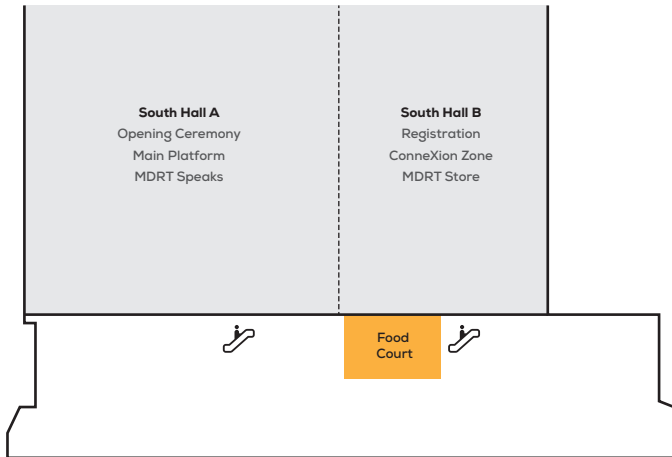 South Hall A
Opening Ceremony
Main Platform
MDRT Speaks
South Hall B
Registration
ConneXion Zone
MDRT Store
Food
Court